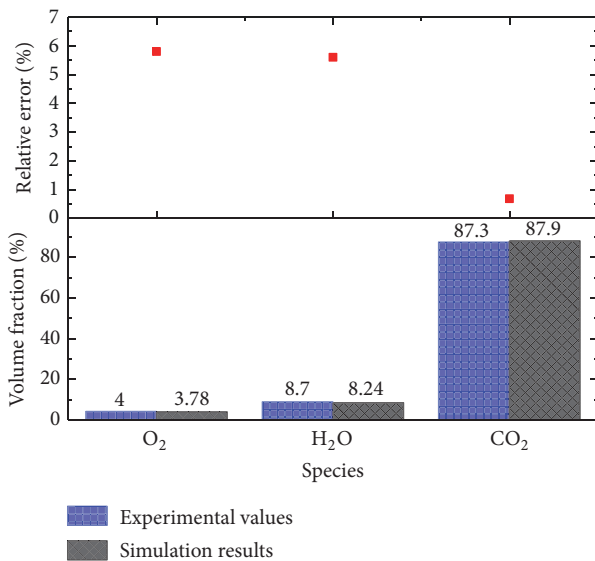 Relative error (%)
7
6
5
4
3
2
1
0
Volume fraction (%)
80
60
40
20
0
4
3.78
8.7
8.24
87.3
87.9
O₂
H₂O
CO₂
Species
Experimental values
Simulation results